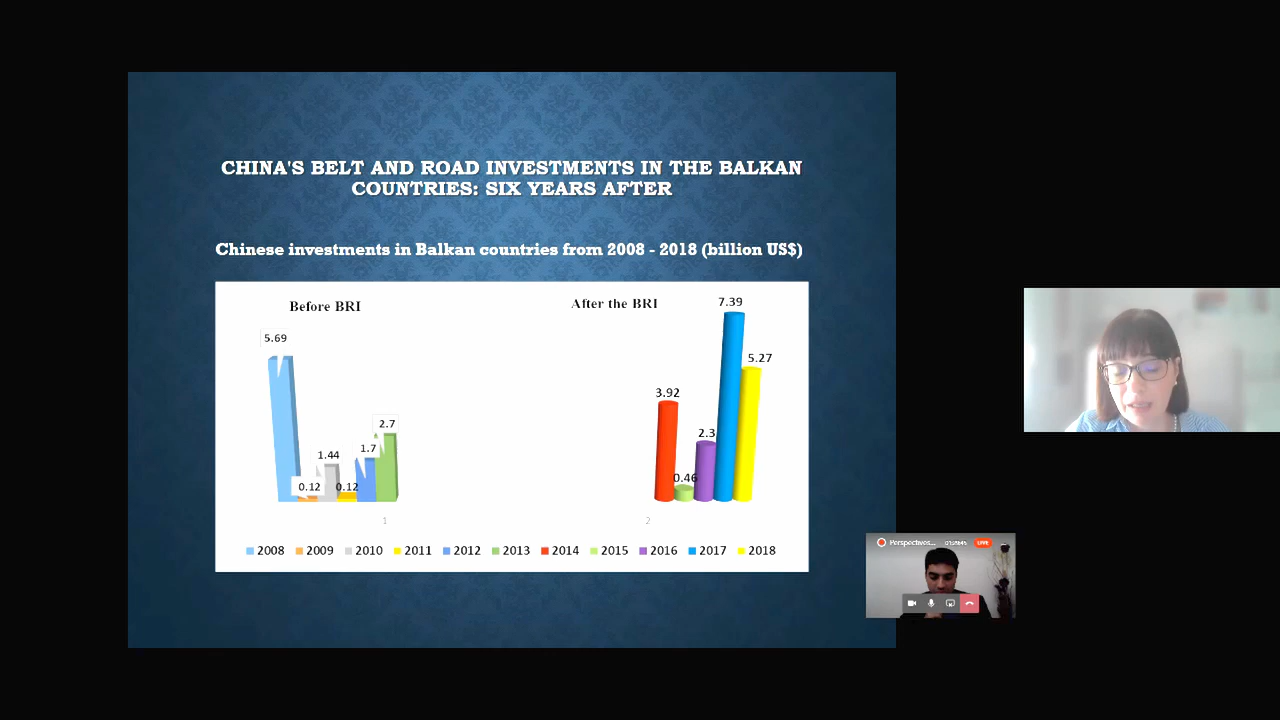 CHINA'S BELT AND ROAD INVESTMENTS IN THE BALKAN
COUNTRIES: SIX YEARS AFTER
Chinese investments in Balkan countries from 2008 - 2018 (billion US$)
Before BRI
After the BRI
5.69
0.12
1.44
0.12
1.7
2.7
3.92
0.46
2.3
7.39
5.27
1
2
2008 2009 2010 2011 2012 2013 2014 2015 2016 2017 2018
Perspectives... LIVE